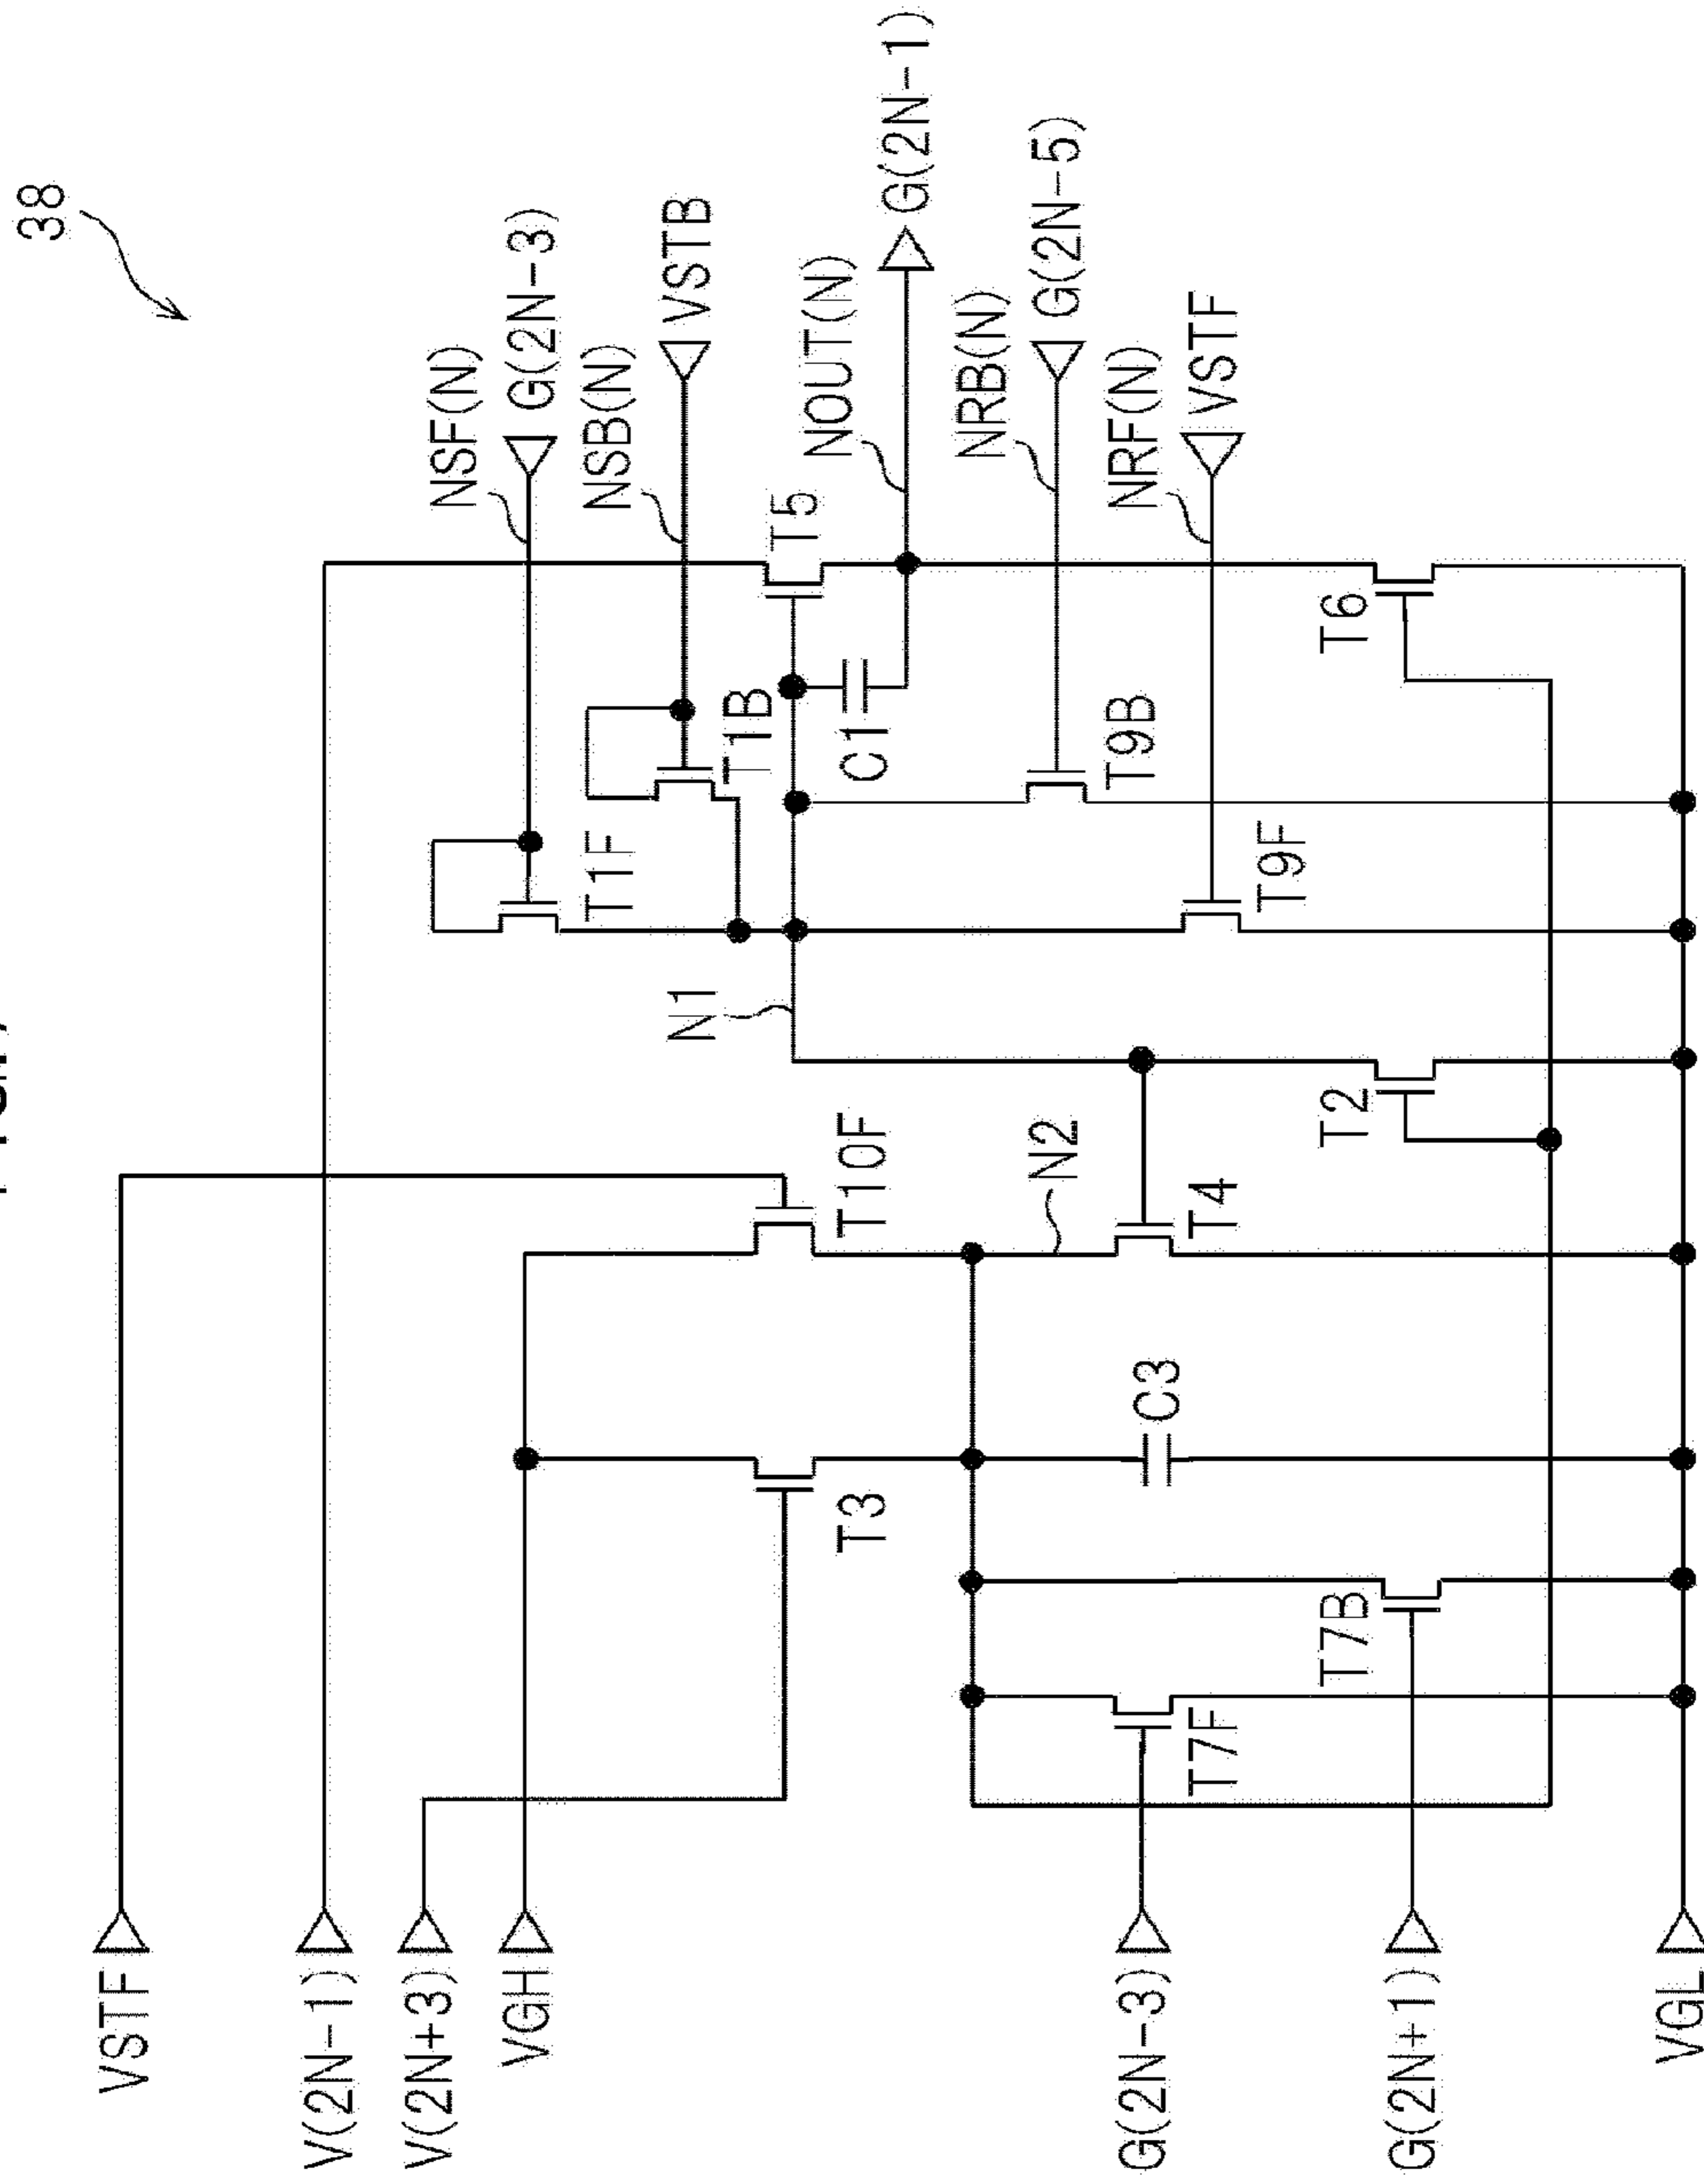 38
VSTF
V(2N-1)
V(2N+3)
NSF(N)
VGH
G(2N-3)
NSB(N)
T1F
VSTB
N1
T1B
T5
NOUT(N)
T3
T10F
C1
G(2N-1)
NRB(N)
N2
G(2N-5)
T9B
NRF(N)
G(2N-3)
C3
T7F
T4
VSTF
T9F
T7B
T2
T6
G(2N+1)
VGL